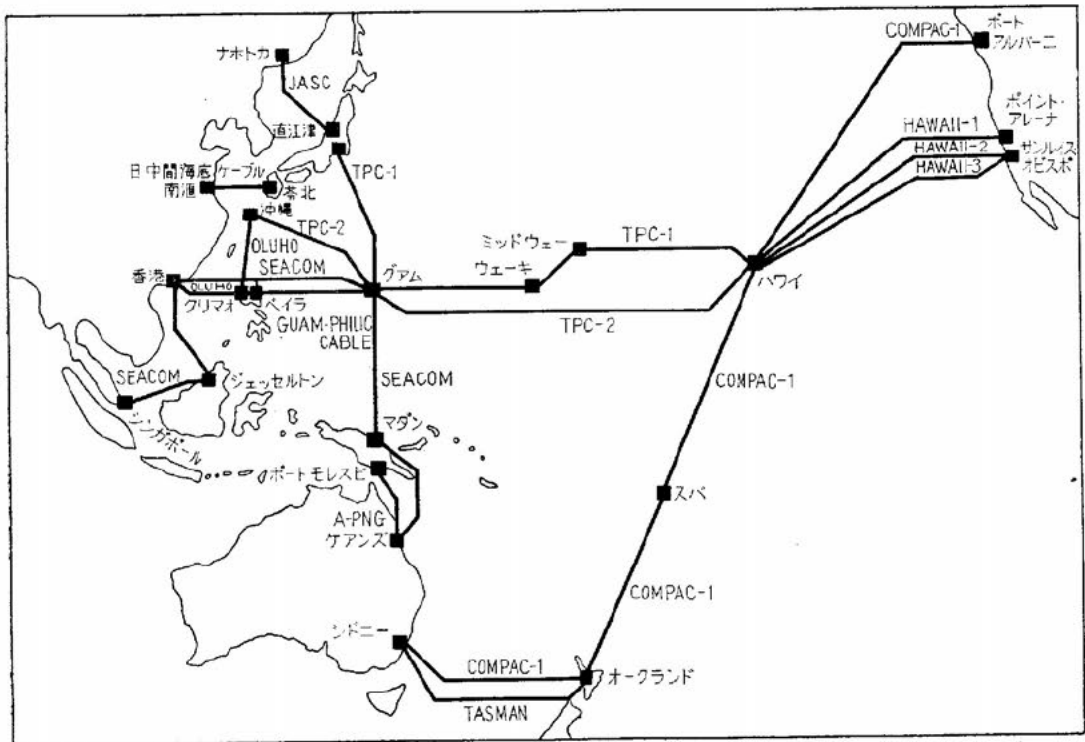 COMPAC-1
ポート
アルバーニ
ナホトカ
JASC
直江津
TPC-1
ポイント・
アレーナ
HAWAII-1
HAWAII-2
サンルイス
オビスポ
HAWAII-3
日中間海底ケーブル
南滙
苓北
沖縄
TPC-2
OLUHO
SEACOM
ミッドウェー
TPC-1
ウェーキ
ハワイ
香港
OLUHO
グアム
クリマオ
ベイラ
GUAM-PHILIC
CABLE
TPC-2
SEACOM
ジェッセルトン
シンガポール
SEACOM
COMPAC-1
マダン
ポートモレスビ
スバ
A-PNG
ケアンズ
COMPAC-1
シドニー
COMPAC-1
オークランド
TASMAN